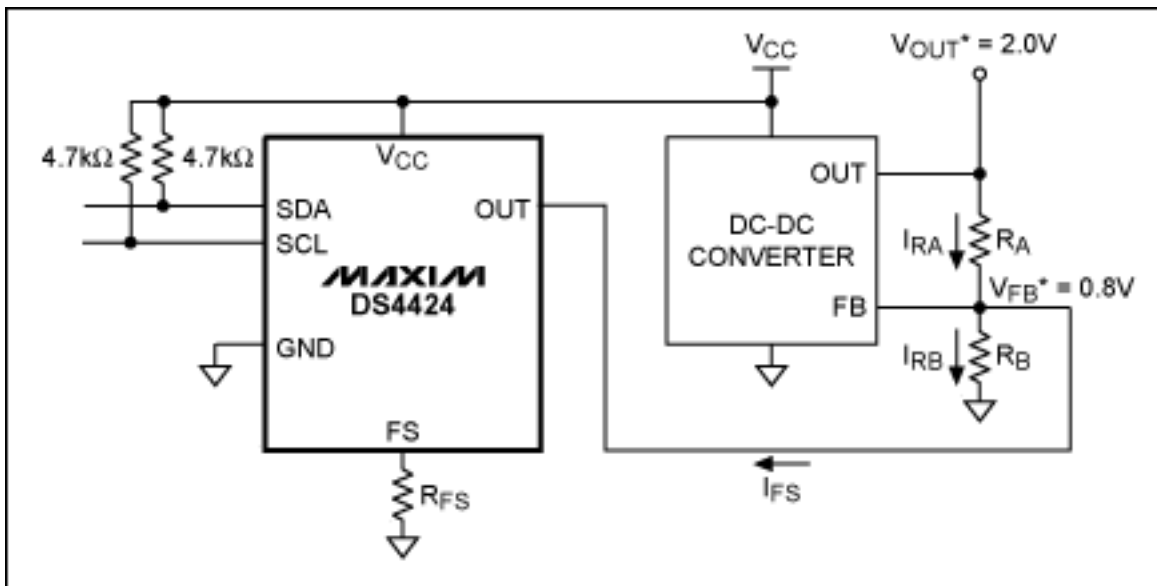 VCC
VOUT* = 2.0V
4.7kΩ
4.7kΩ
VCC
SDA
OUT
SCL
MAXIM
DS4424
GND
FS
RFS
OUT
DC-DC
CONVERTER
FB
IRA
RA
VFB* = 0.8V
IRB
RB
IFS